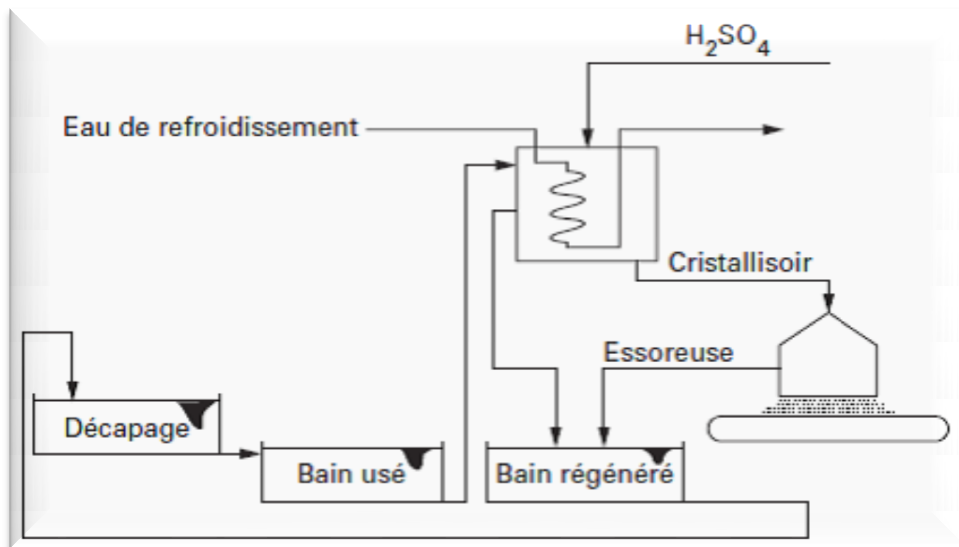 H₂SO₄
Eau de refroidissement
Cristallisoir
Essoreuse
Décapage
Bain usé
Bain régénéré